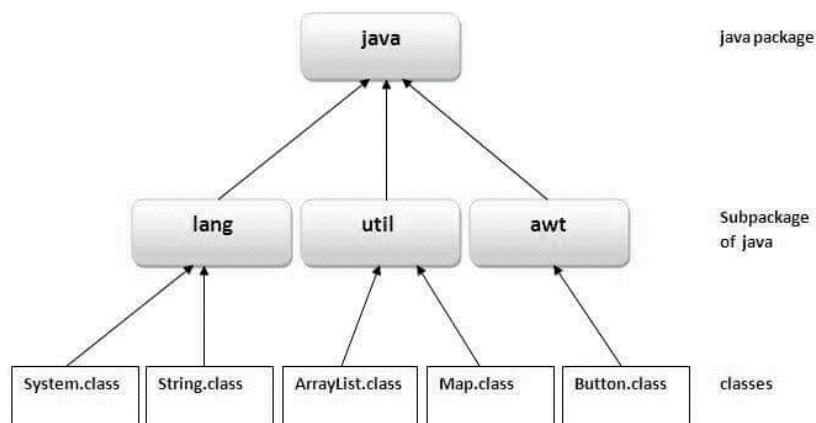 java
java package
lang
util
awt
Subpackage
of java
System.class
String.class
ArrayList.class
Map.class
Button.class
classes